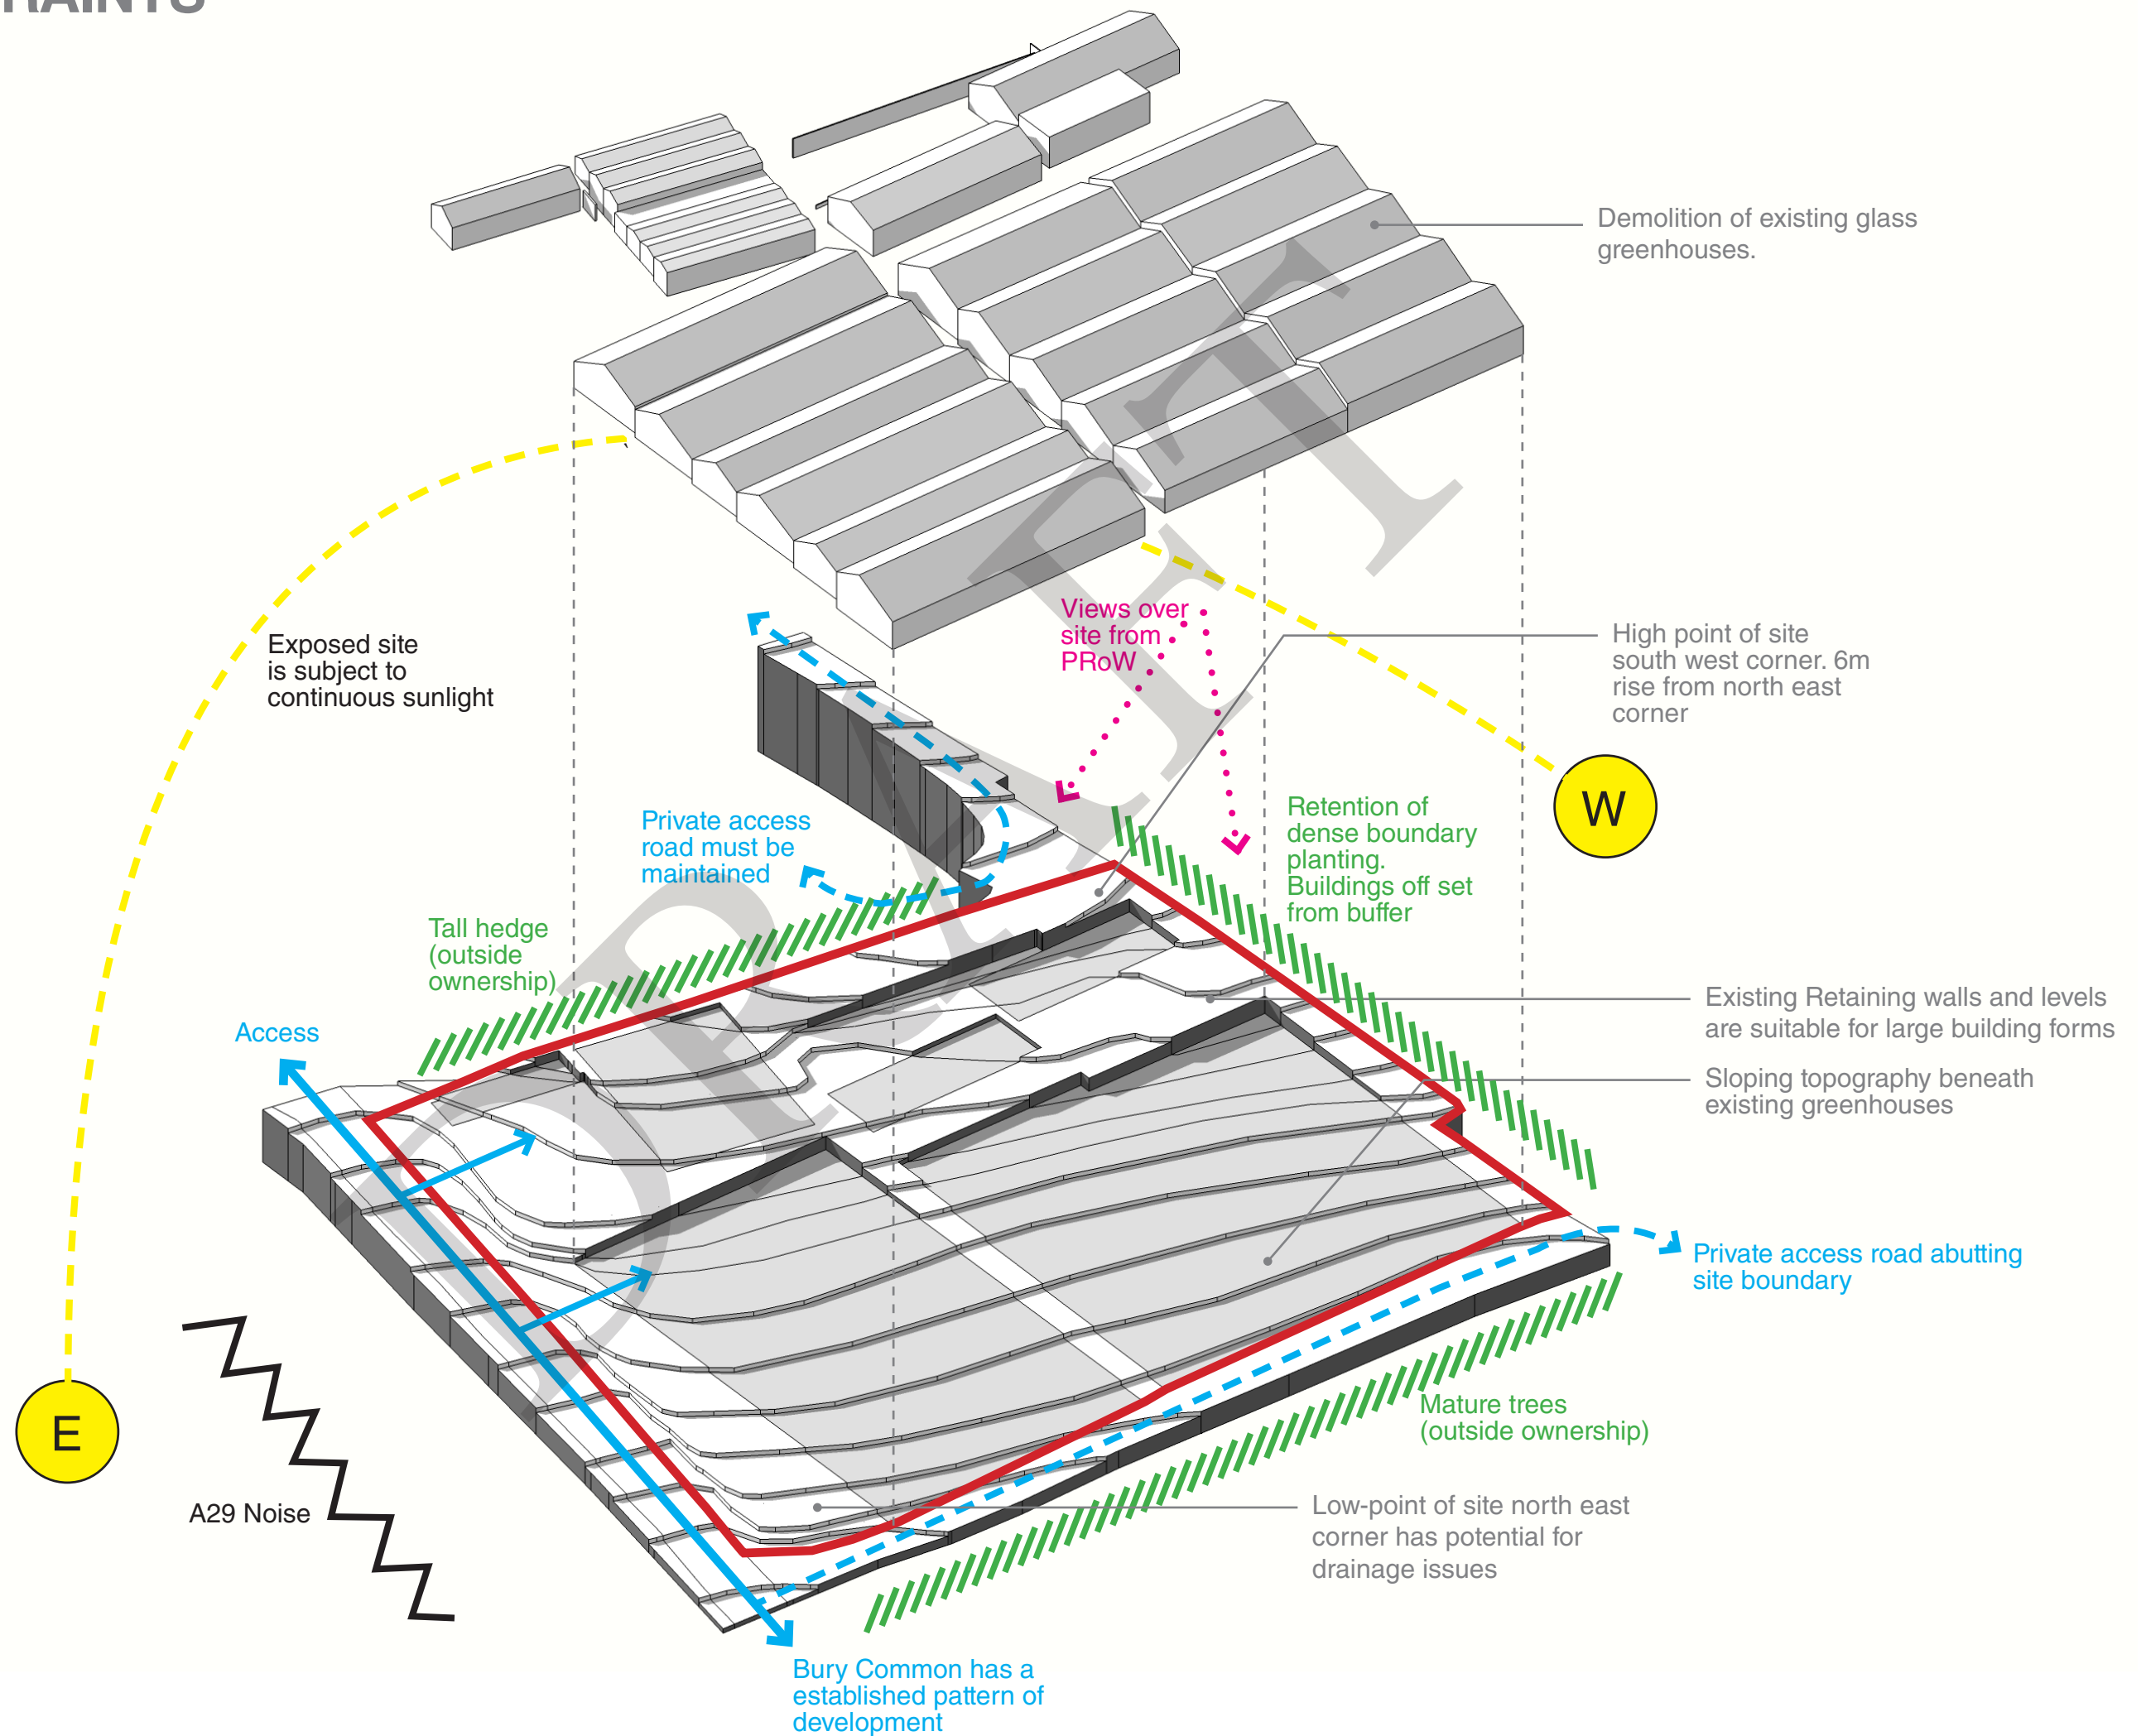 RAINTS
Demolition of existing glass
greenhouses.
Exposed site
is subject to
continuous sunlight
Views over
site from
PRoW
High point of site
south west corner. 6m
rise from north east
corner
W
Private access
road must be
maintained
Retention of
dense boundary
planting.
Buildings off set
from buffer
Tall hedge
(outside
ownership)
Access
Existing Retaining walls and levels
are suitable for large building forms
Sloping topography beneath
existing greenhouses
Private access road abutting
site boundary
E
A29 Noise
Mature trees
(outside ownership)
Low-point of site north east
corner has potential for
drainage issues
Bury Common has a
established pattern of
development
DRAFT